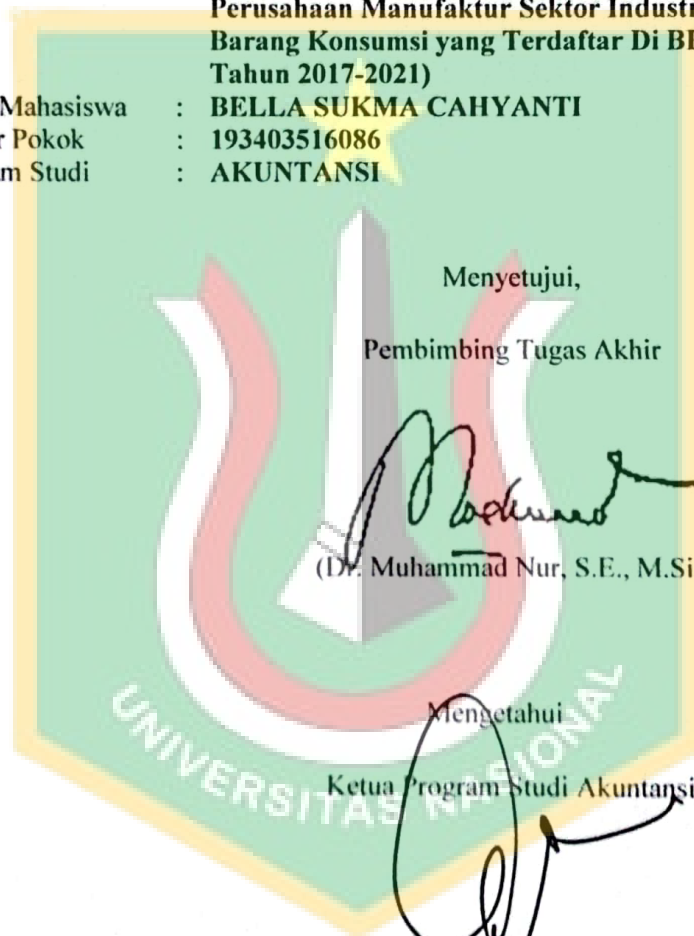 Perusahaan Manufaktur Sektor Industri
Barang Konsumsi yang Terdaftar Di
Tahun 2017-2021)
Mahasiswa : BELLA SUKMA CAHYANTI
Pokok : 193403516086
Studi : AKUNTANSI
Menyetujui,
Pembimbing Tugas Akhir
(Dr. Muhammad Nur, S.E., M.Si
Mengetahui
Ketua Program Studi Akuntansi
UNIVERSITAS NASIONAL